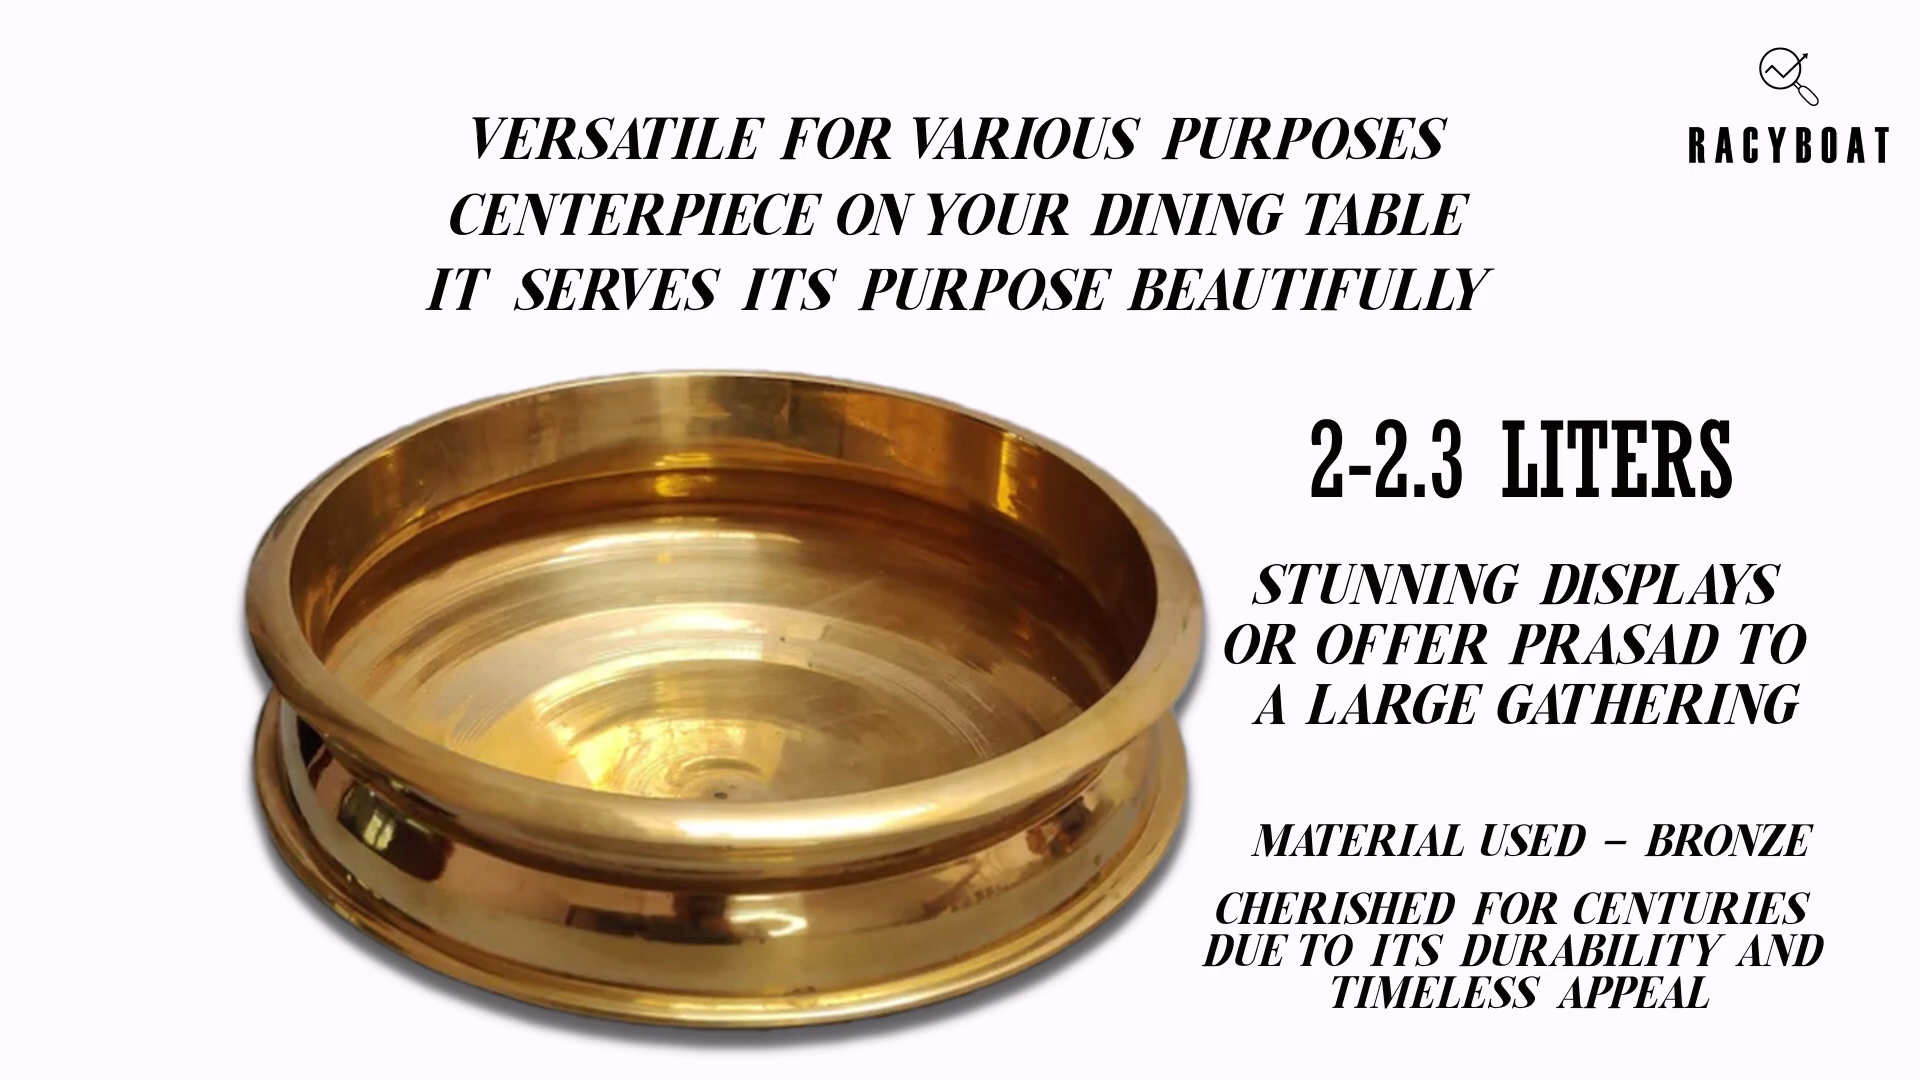 RACYBOAT
VERSATILE FOR VARIOUS PURPOSES
CENTERPIECE ON YOUR DINING TABLE
IT SERVES ITS PURPOSE BEAUTIFULLY
2-2.3 LITERS
STUNNING DISPLAYS
OR OFFER PRASAD TO
A LARGE GATHERING
MATERIAL USED – BRONZE
CHERISHED FOR CENTURIES
DUE TO ITS DURABILITY AND
TIMELESS APPEAL